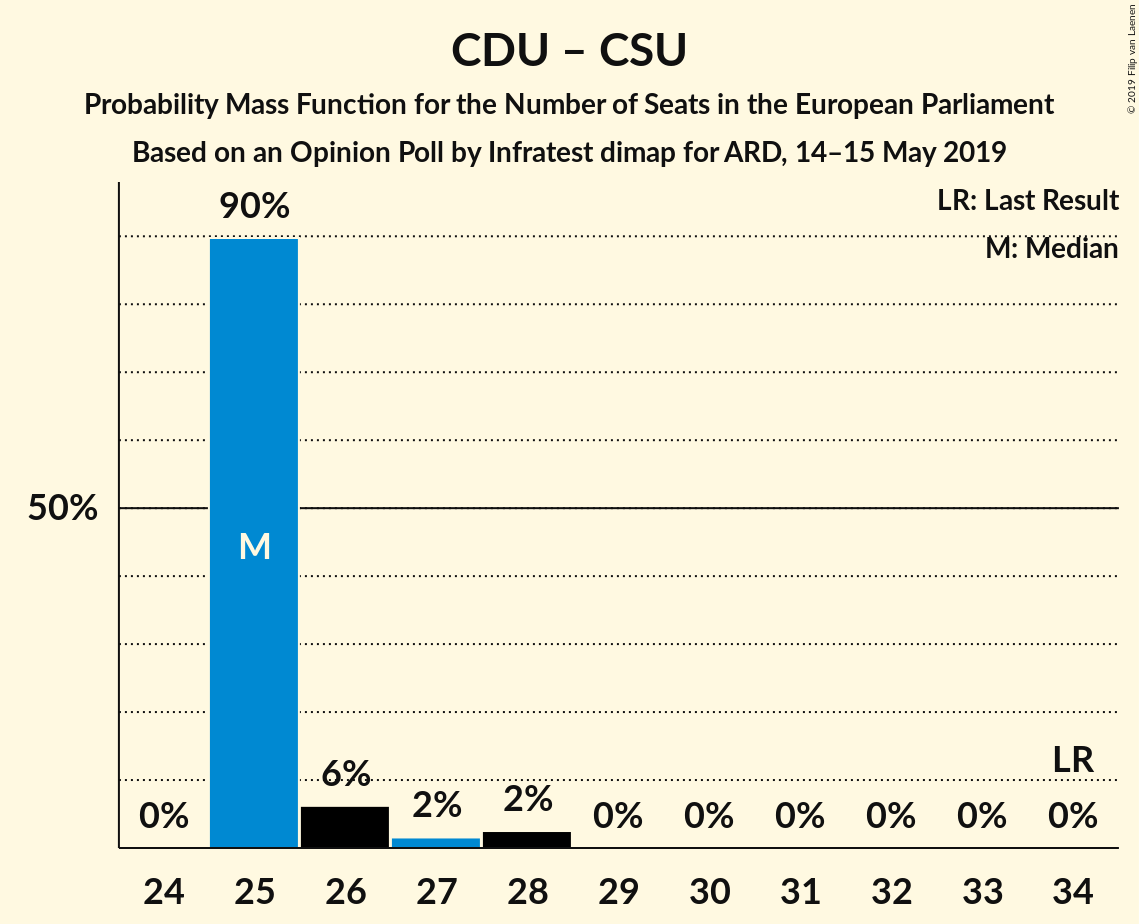 CDU – CSU
Probability Mass Function for the Number of Seats in the European Parliament
Based on an Opinion Poll by Infratest dimap for ARD, 14–15 May 2019
© 2019 Filip van Laenen
LR: Last Result
M: Median
90%
50%
M
LR
0%
6%
2%
2%
0%
0%
0%
0%
0%
0%
24
25
26
27
28
29
30
31
32
33
34